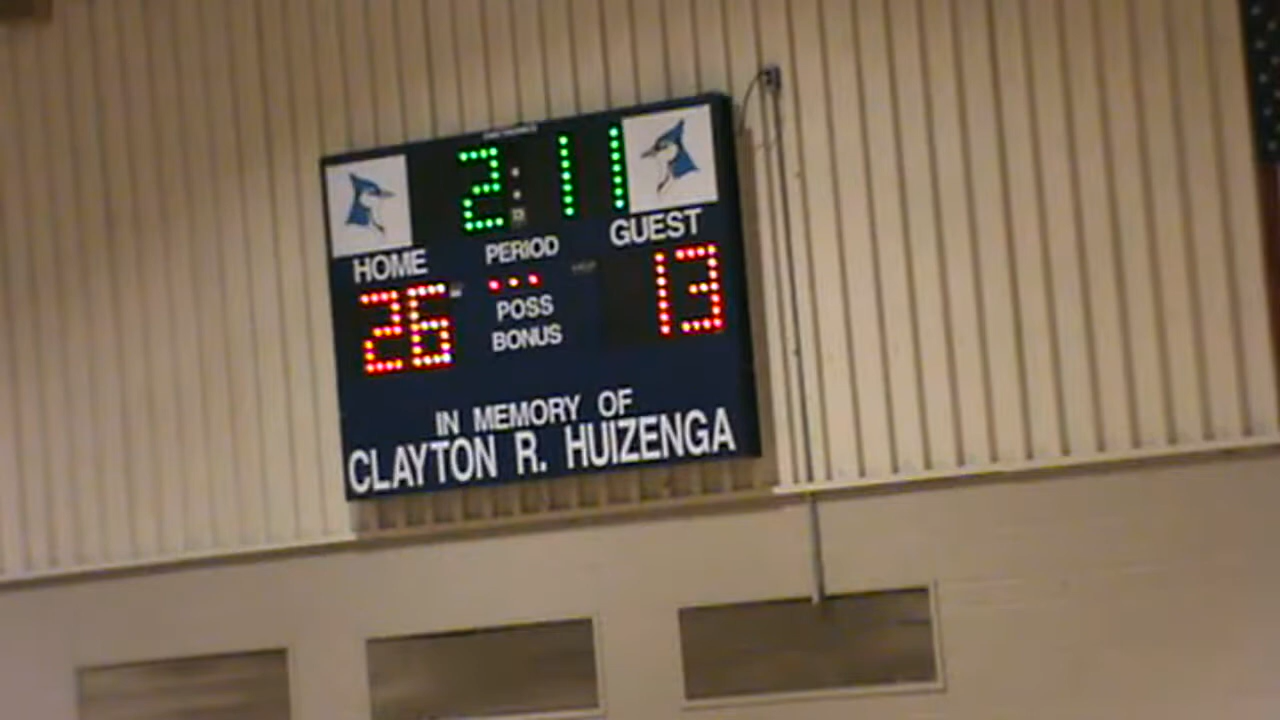 2:11
HOME PERIOD GUEST
26 13
POSS
BONUS
IN MEMORY OF
CLAYTON R. HUIZENGA